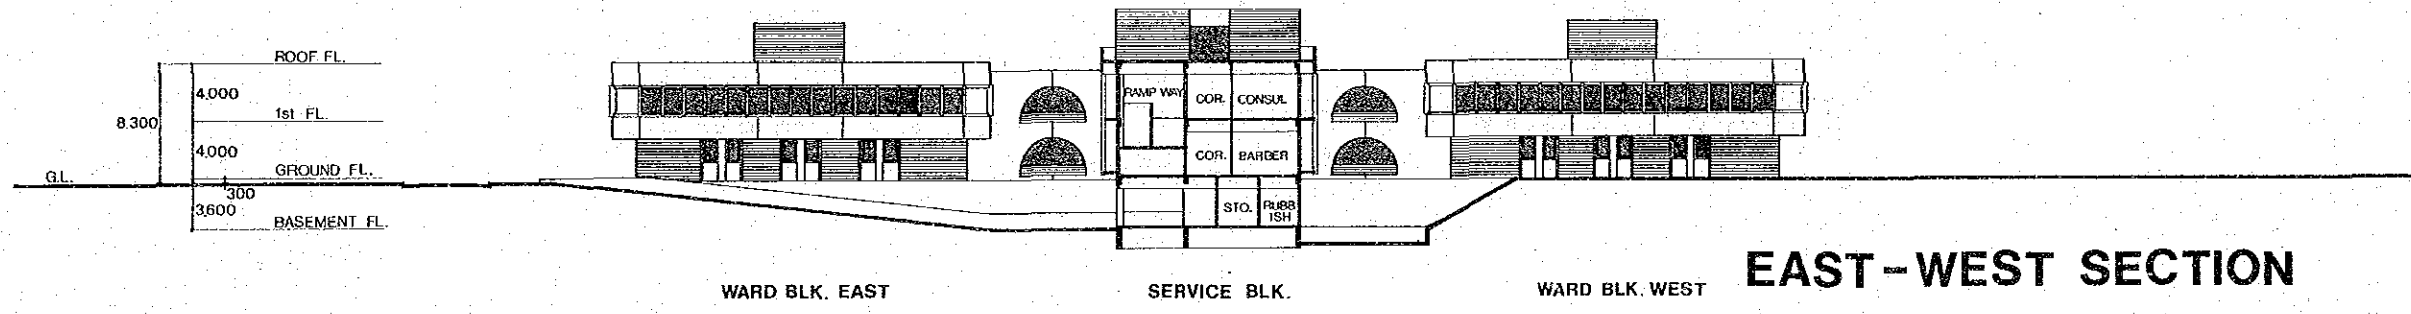 ROOF FL.
4,000
1st FL.
8.300
4,000
GROUND FL.
G.L.
300
3,600
BASEMENT FL.
RAMP WAY
COR.
CONSUL
COR.
BARBER
STO.
RUBB
ISH
WARD BLK. EAST
SERVICE BLK.
WARD BLK. WEST
EAST-WEST SECTION